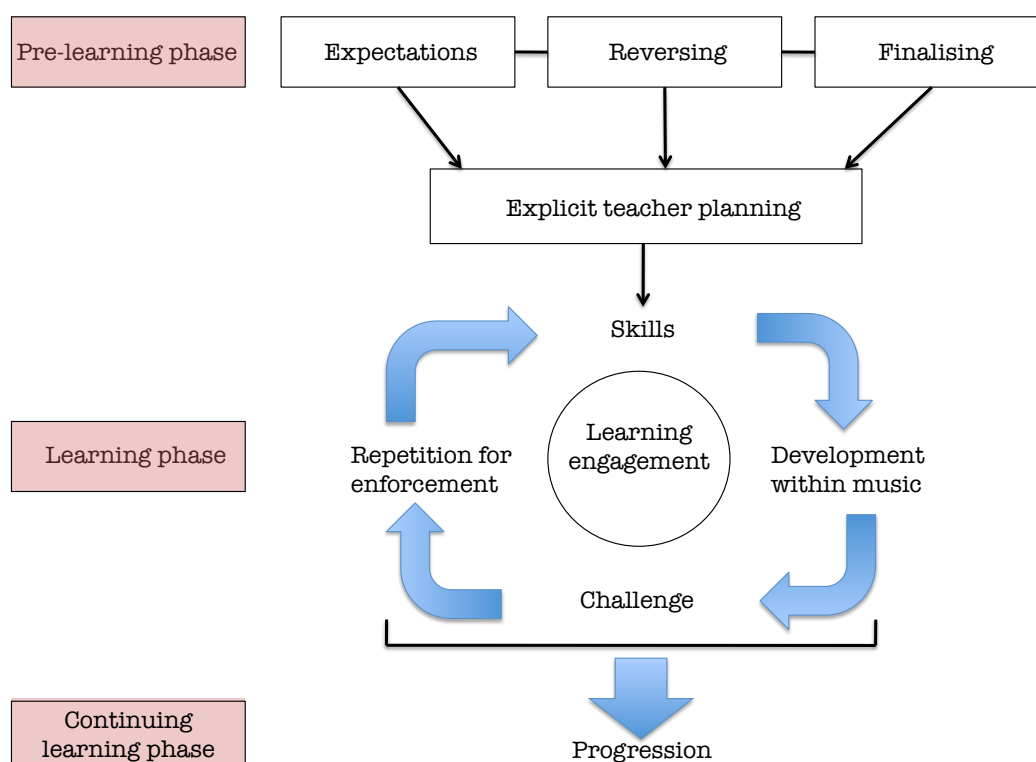 Pre-learning phase
Expectations
Reversing
Finalising
Explicit teacher planning
Skills
Learning phase
Repetition for
enforcement
Learning
engagement
Development
within music
Challenge
Continuing
learning phase
Progression